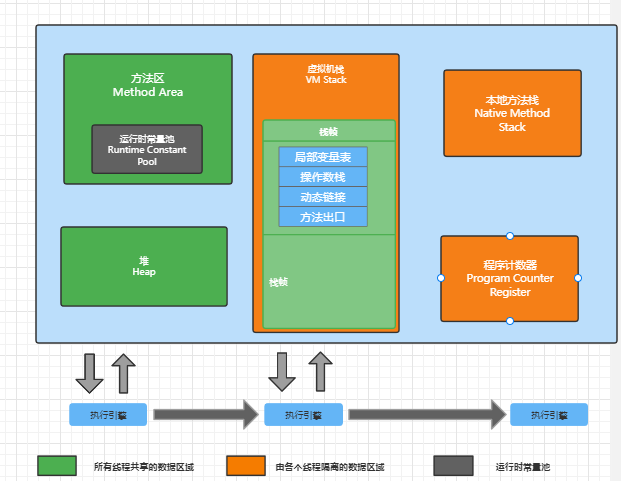 方法区
Method Area
运行时常量池
Runtime Constant
Pool
堆
Heap
虚拟机栈
VM Stack
栈帧
局部变量表
操作数栈
动态链接
方法出口
栈帧
本地方法栈
Native Method
Stack
程序计数器
Program Counter
Register
执行引擎
执行引擎
执行引擎
所有线程共享的数据区域
由各个线程隔离的数据区域
运行时常量池